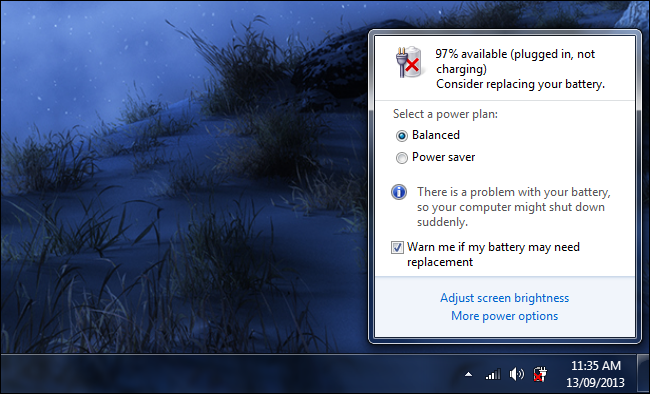 97% available (plugged in, not
charging)
Consider replacing your battery.
Select a power plan:
Balanced
Power saver
There is a problem with your battery,
so your computer might shut down
suddenly.
Warn me if my battery may need
replacement
Adjust screen brightness
More power options
11:35 AM
13/09/2013